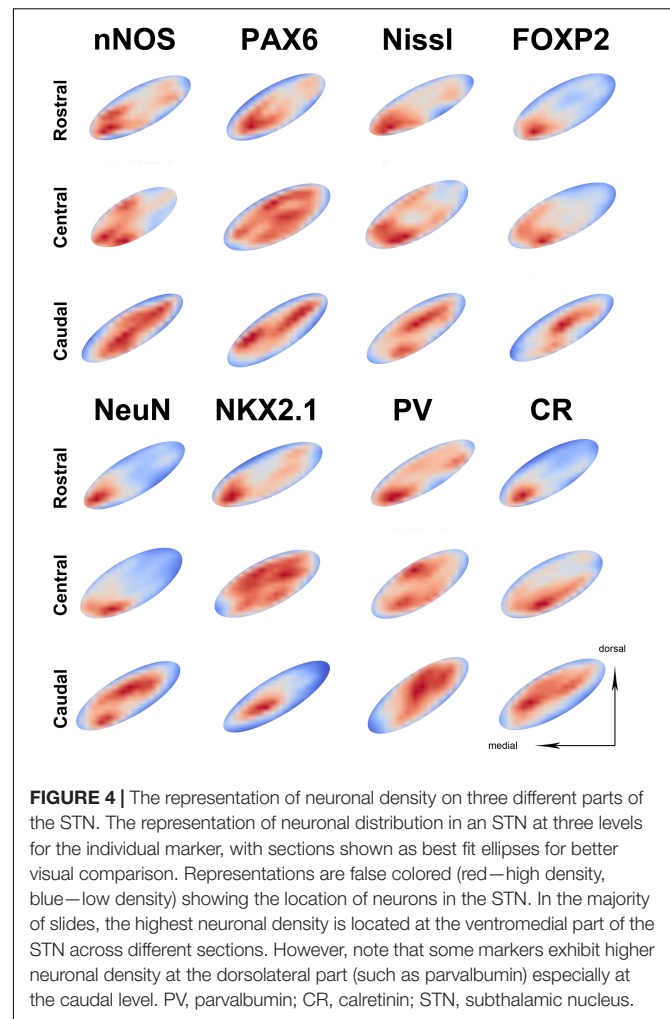 nNOS PAX6 Nissl FOXP2
Rostral
Central
Caudal
NeuN NKX2.1 PV CR
Rostral
Central
Caudal
dorsal
medial
FIGURE 4 | The representation of neuronal density on three different parts of
the STN. The representation of neuronal distribution in an STN at three levels
for the individual marker, with sections shown as best fit ellipses for better
visual comparison. Representations are false colored (red—high density,
blue—low density) showing the location of neurons in the STN. In the majority
of slides, the highest neuronal density is located at the ventromedial part of the
STN across different sections. However, note that some markers exhibit higher
neuronal density at the dorsolateral part (such as parvalbumin) especially at
the caudal level. PV, parvalbumin; CR, calretinin; STN, subthalamic nucleus.